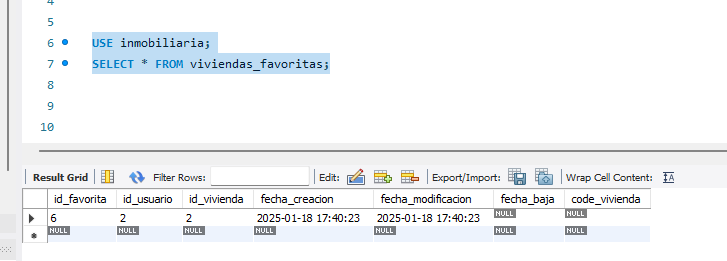 4
5
6 USE inmobiliaria;
7 SELECT * FROM viviendas_favoritas;
8
9
10
Result Grid Filter Rows: Edit: Export/Import: Wrap Cell Content: IA
id_favorita id_usuario id_vivienda fecha_creacion fecha_modificacion fecha_baja code_vivienda
6 2 2 2025-01-18 17:40:23 2025-01-18 17:40:23 NULL NULL
NULL NULL NULL NULL NULL NULL NULL